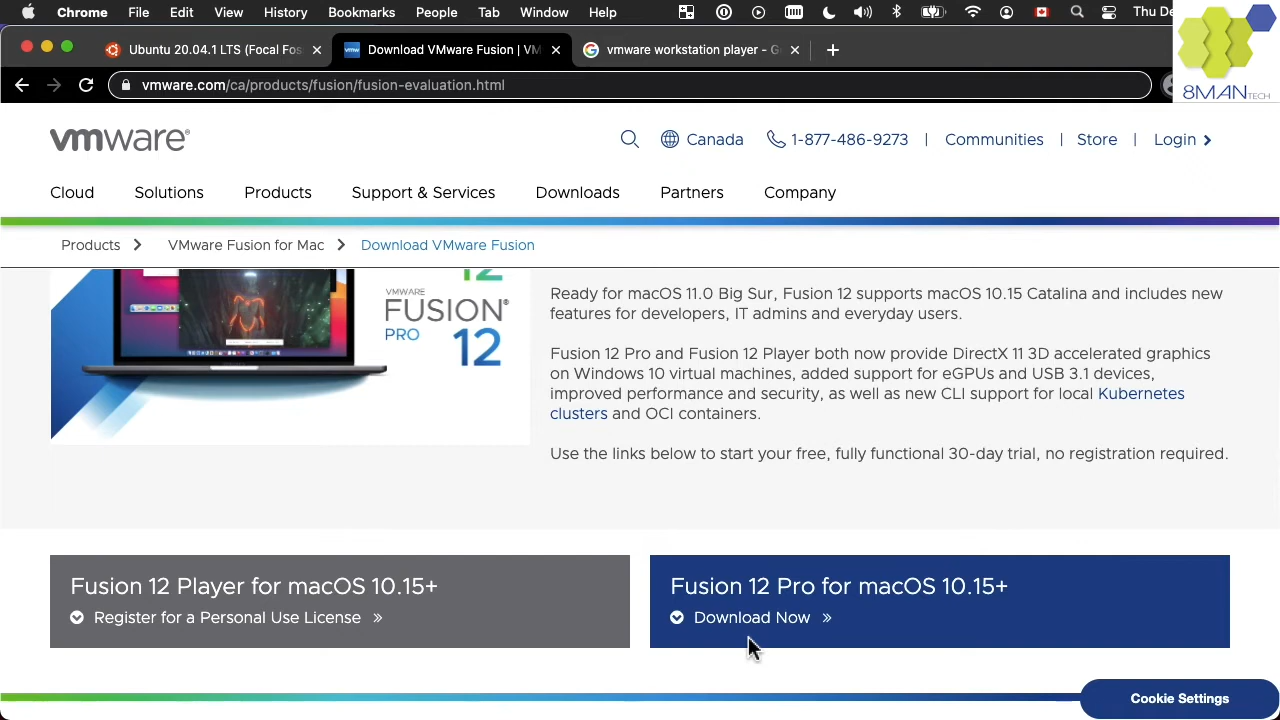 Chrome File Edit View History Bookmarks People Tab Window Help Thu De
Ubuntu 20.04.1 LTS (Focal Fos
vmw Download VMware Fusion | VM
vmware workstation player - G
vmware.com/ca/products/fusion/fusion-evaluation.html
8MANTECH
vmware®
Canada 1-877-486-9273 | Communities | Store | Login
Cloud Solutions Products Support & Services Downloads Partners Company
Products VMware Fusion for Mac Download VMware Fusion
12
VMWARE
FUSION®
PRO 12
Ready for macOS 11.0 Big Sur, Fusion 12 supports macOS 10.15 Catalina and includes new
features for developers, IT admins and everyday users.
Fusion 12 Pro and Fusion 12 Player both now provide DirectX 11 3D accelerated graphics
on Windows 10 virtual machines, added support for eGPUs and USB 3.1 devices,
improved performance and security, as well as new CLI support for local Kubernetes
clusters and OCI containers.
Use the links below to start your free, fully functional 30-day trial, no registration required.
Fusion 12 Player for macOS 10.15+
Register for a Personal Use License »
Fusion 12 Pro for macOS 10.15+
Download Now »
Cookie Settings